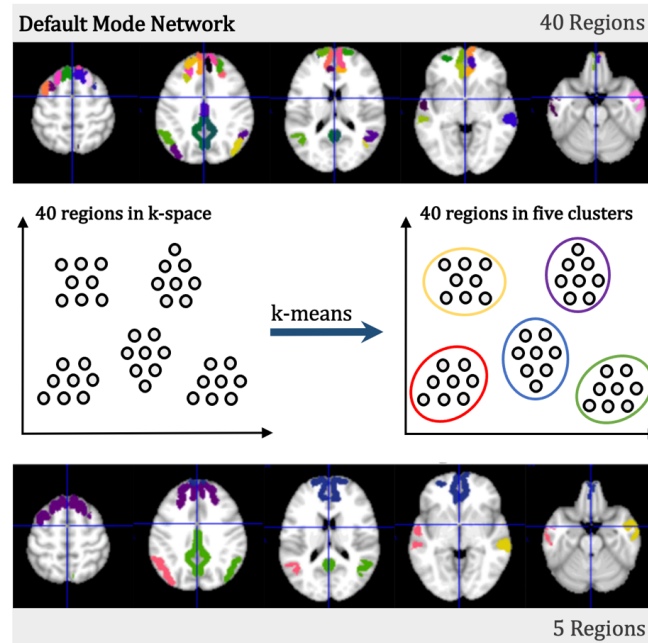 Default Mode Network
40 Regions
40 regions in k-space
40 regions in five clusters
k-means
5 Regions